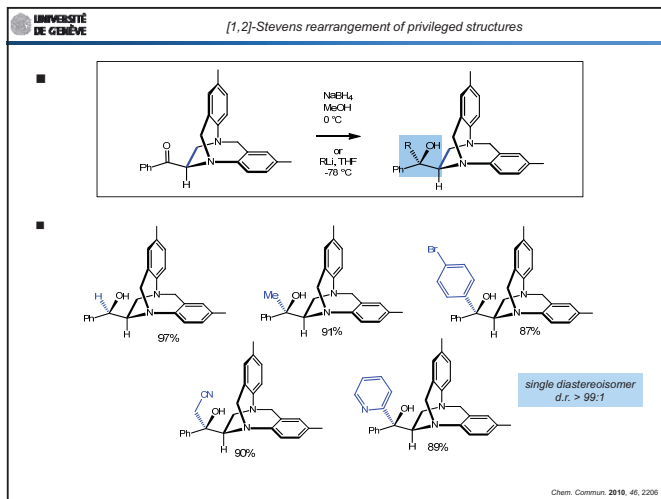 UNIVERSITÉ
DE GENÈVE
[1,2]-Stevens rearrangement of privileged structures
NaBH4
MeOH
0 °C
or
RLi, THF
-78 °C
O
Ph
H
N
N
R
OH
Ph
H
N
N
H
OH
Ph
H
N
N
97%
Me
OH
Ph
H
N
N
91%
Br
OH
Ph
H
N
N
87%
CN
OH
Ph
H
N
N
90%
N
OH
Ph
H
N
N
89%
single diastereoisomer
d.r. > 99:1
Chem. Commun. 2010, 46, 2206